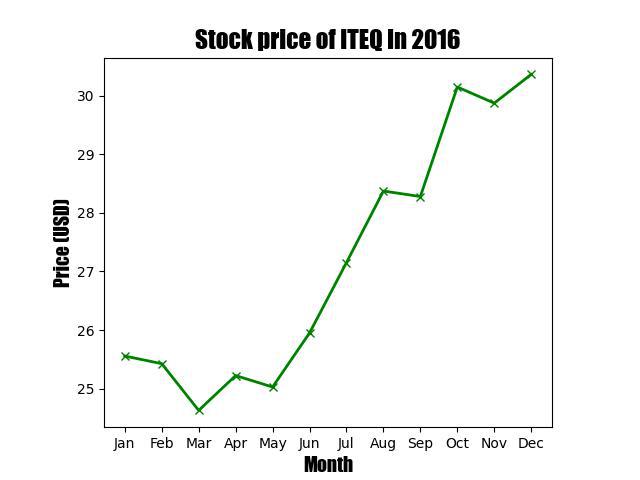 Stock price of ITEQ in 2016
Price (USD)
30
29
28
27
26
25
Jan Feb Mar Apr May Jun Jul Aug Sep Oct Nov Dec
Month